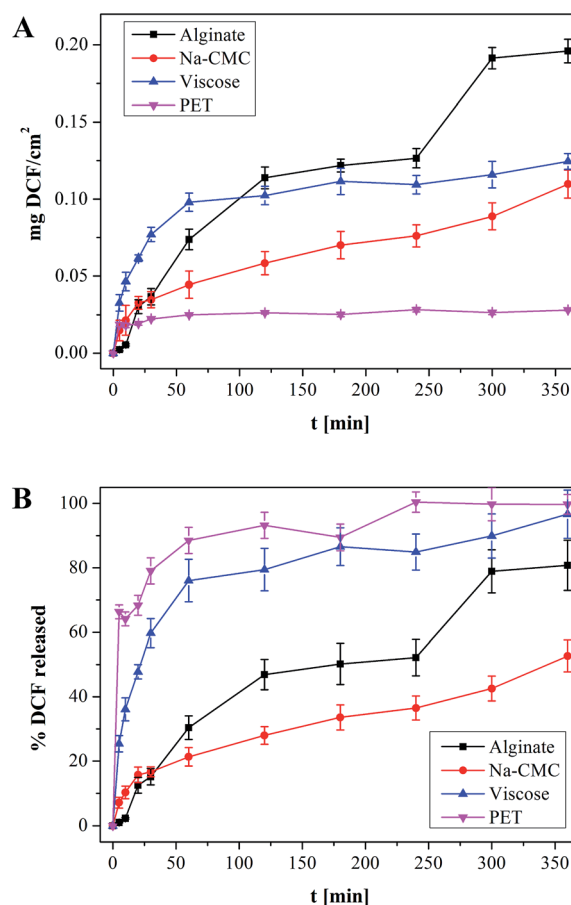 A
Alginate
Na-CMC
Viscose
PET
mg DCF/cm²
0.20
0.15
0.10
0.05
0.00
0 50 100 150 200 250 300 350
t [min]
B
% DCF released
100
80
60
40
20
0
Alginate
Na-CMC
Viscose
PET
0 50 100 150 200 250 300 350
t [min]